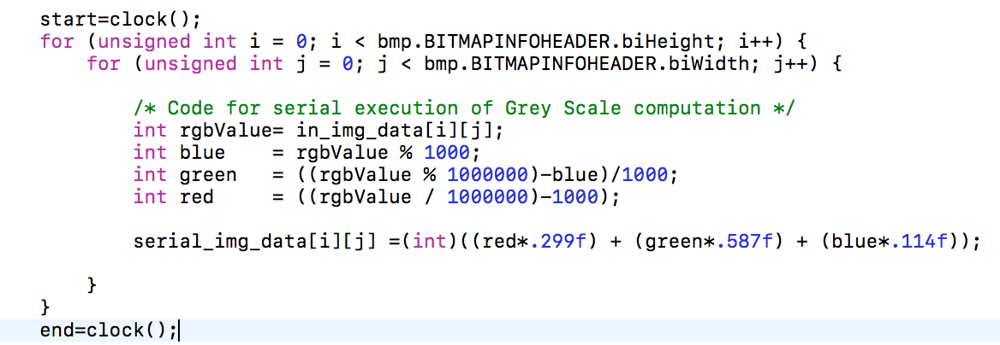 start=clock();
for (unsigned int i = 0; i < bmp.BITMAPINFOHEADER.biHeight; i++) {
for (unsigned int j = 0; j < bmp.BITMAPINFOHEADER.biWidth; j++) {
/* Code for serial execution of Grey Scale computation */
int rgbValue= in_img_data[i][j];
int blue    = rgbValue % 1000;
int green   = ((rgbValue % 1000000)-blue)/1000;
int red     = ((rgbValue / 1000000)-1000);
serial_img_data[i][j] =(int)((red*.299f) + (green*.587f) + (blue*.114f));
}
}
end=clock();